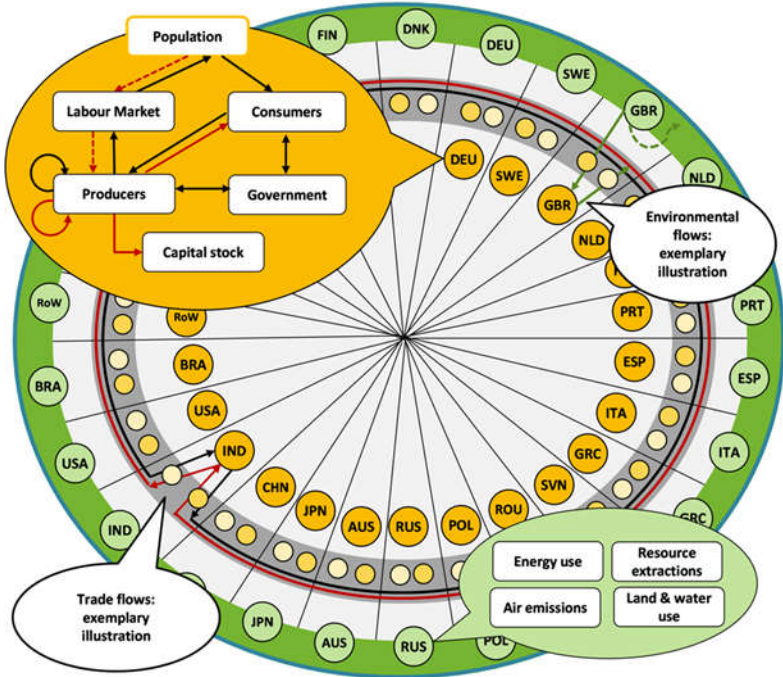 Population
FIN
DNK
DEU
SWE
GBR
NLD
Labour Market
Consumers
Producers
Government
Capital stock
DEU
SWE
GBR
NLD
Environmental
flows:
exemplary
illustration
PRT
PRT
ESP
ESP
ITA
ITA
GRC
GRC
SVN
ROU
POL
RUS
AUS
JPN
CHN
IND
USA
BRA
RoW
RoW
BRA
USA
IND
Trade flows:
exemplary
illustration
JPN
AUS
RUS
POL
Energy use
Resource
extractions
Air emissions
Land & water
use